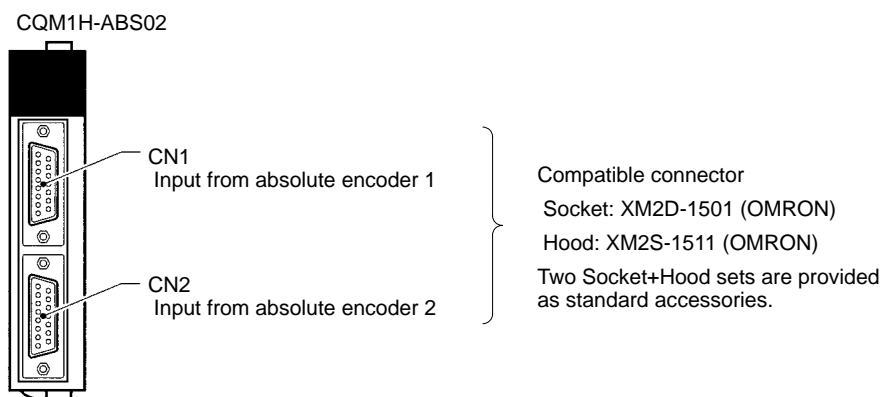 CQM1H-ABS02
CN1
Input from absolute encoder 1
CN2
Input from absolute encoder 2
Compatible connector
Socket: XM2D-1501 (OMRON)
Hood: XM2S-1511 (OMRON)
Two Socket+Hood sets are provided
as standard accessories.